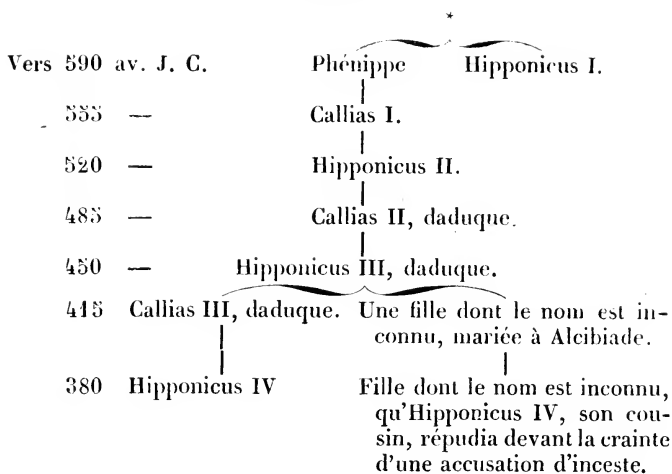 *
Vers 590 av. J. C. Phénippe Hipponicus I.
555 — Callias I.
520 — Hipponicus II.
485 — Callias II, daduque.
450 — Hipponicus III, daduque.
415 Callias III, daduque. Une fille dont le nom est in-
connu, mariée à Alcibiade.
380 Hipponicus IV Fille dont le nom est inconnu,
qu'Hipponicus IV, son cou-
sin, répudia devant la crainte
d'une accusation d'inceste.